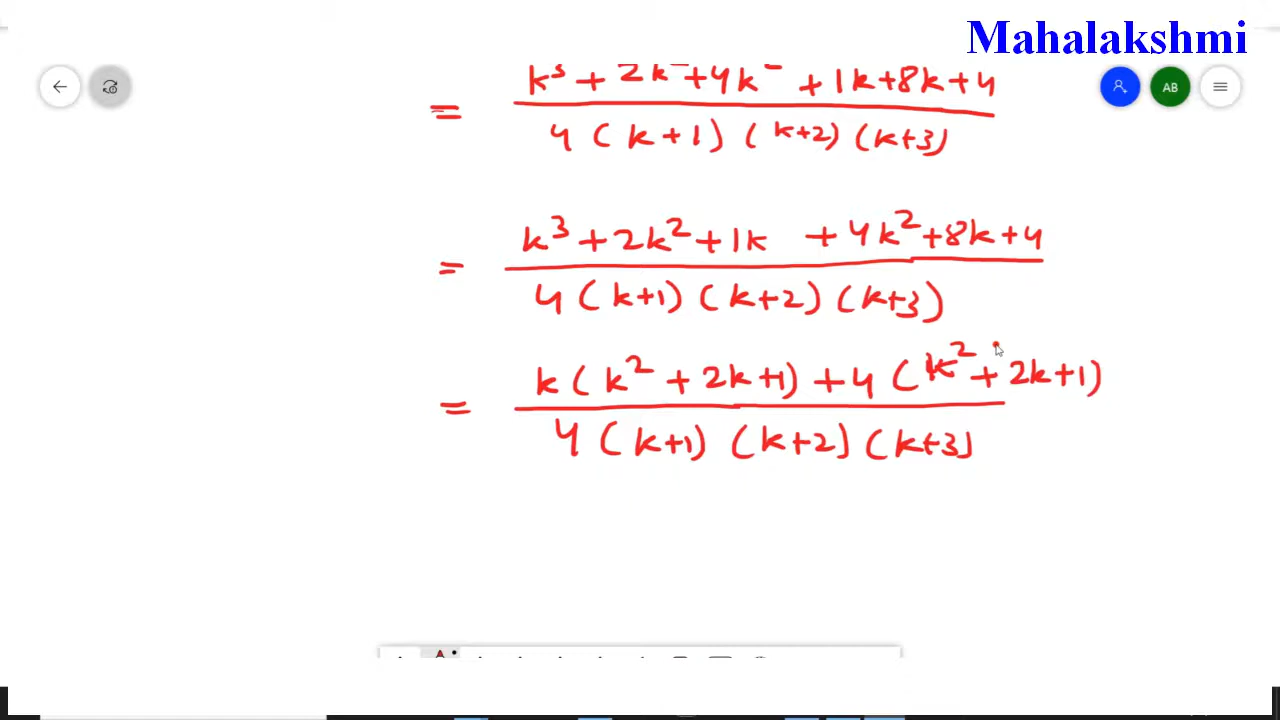 Mahalakshmi
AB
k³ + 2k² + 4k² + 1k + 8k + 4
=
4 (k+1) (k+2) (k+3)
k³ + 2k² + 1k + 4k² + 8k + 4
=
4 (k+1) (k+2) (k+3)
k (k² + 2k + 1) + 4 (k² + 2k + 1)
=
4 (k+1) (k+2) (k+3)